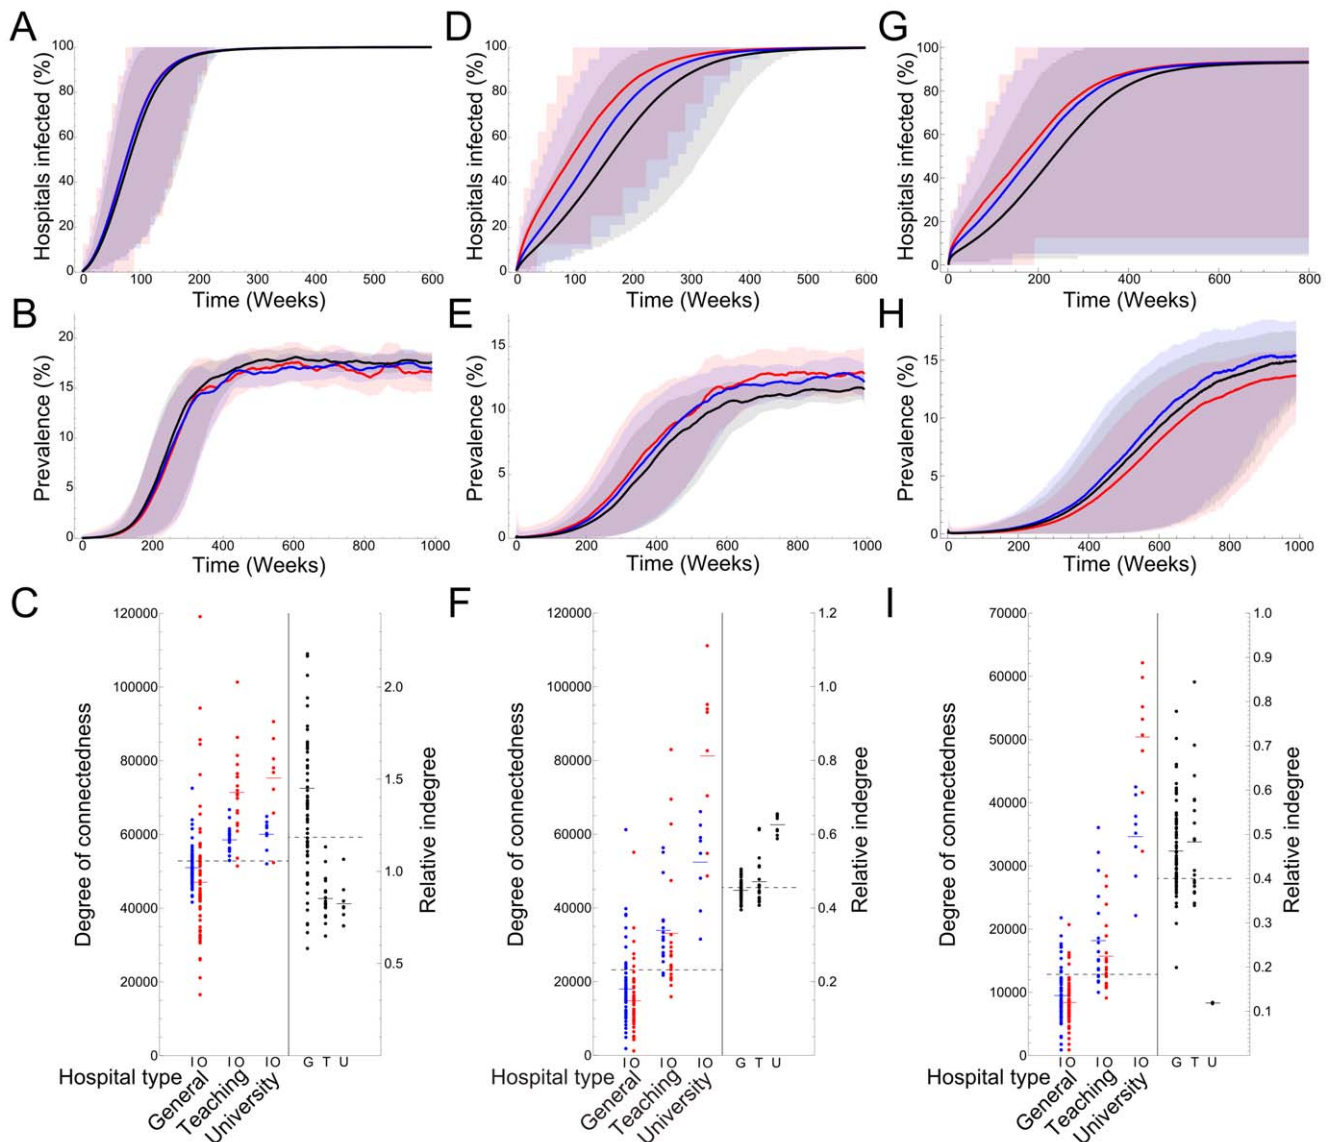 A
Hospitals infected (%)
100
80
60
40
20
0
0 100 200 300 400 500 600
Time (Weeks)
D
Hospitals infected (%)
100
80
60
40
20
0
0 100 200 300 400 500 600
Time (Weeks)
G
Hospitals infected (%)
100
80
60
40
20
0
0 200 400 600 800
Time (Weeks)
B
Prevalence (%)
20
15
10
5
0
0 200 400 600 800 1000
Time (Weeks)
E
Prevalence (%)
15
10
5
0
0 200 400 600 800 1000
Time (Weeks)
H
Prevalence (%)
15
10
5
0
0 200 400 600 800 1000
Time (Weeks)
C
Degree of connectedness
120000
100000
80000
60000
40000
20000
0
2.0
1.5
1.0
0.5
Relative indegree
I O I O I O G T U
Hospital type
General
Teaching
University
F
Degree of connectedness
120000
100000
80000
60000
40000
20000
0
1.2
1.0
0.8
0.6
0.4
0.2
Relative indegree
I O I O I O G T U
Hospital type
General
Teaching
University
I
Degree of connectedness
70000
60000
50000
40000
30000
20000
10000
0
1.0
0.9
0.8
0.7
0.6
0.5
0.4
0.3
0.2
0.1
Relative indegree
I O I O I O G T U
Hospital type
General
Teaching
University